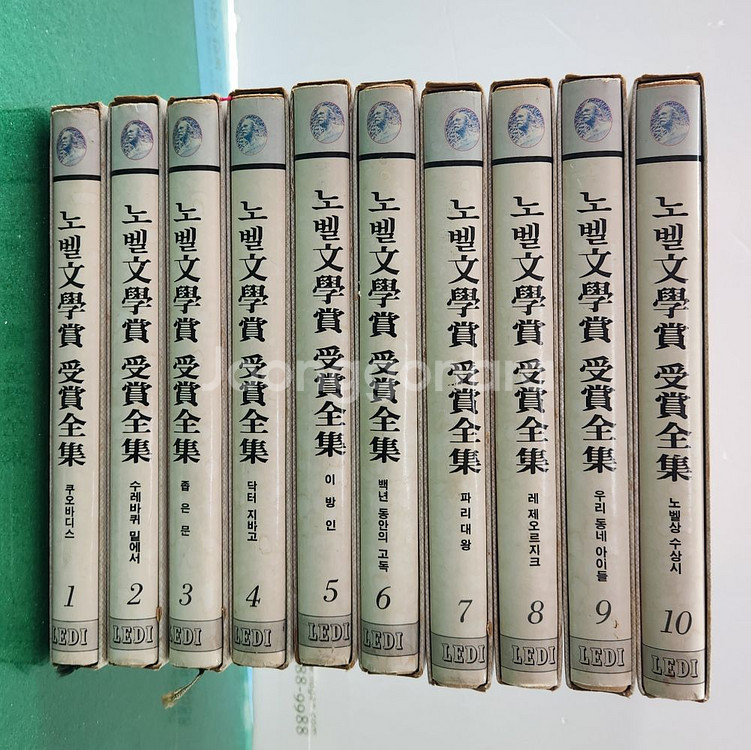 노벨文學賞 受賞全集
쿠오바디스
1
LEDI
노벨文學賞 受賞全集
수레바퀴 밑에서
2
LEDI
노벨文學賞 受賞全集
좁은 문
3
LEDI
노벨文學賞 受賞全集
닥터 지바고
4
LEDI
노벨文學賞 受賞全集
이방인
5
LEDI
노벨文學賞 受賞全集
백년 동안의 고독
6
LEDI
노벨文學賞 受賞全集
파리대왕
7
LEDI
노벨文學賞 受賞全集
레 제오르지크
8
LEDI
노벨文學賞 受賞全集
우리 동네 아이들
9
LEDI
노벨文學賞 受賞全集
노벨상 수상시
10
LEDI
Joonggonara
88-9988